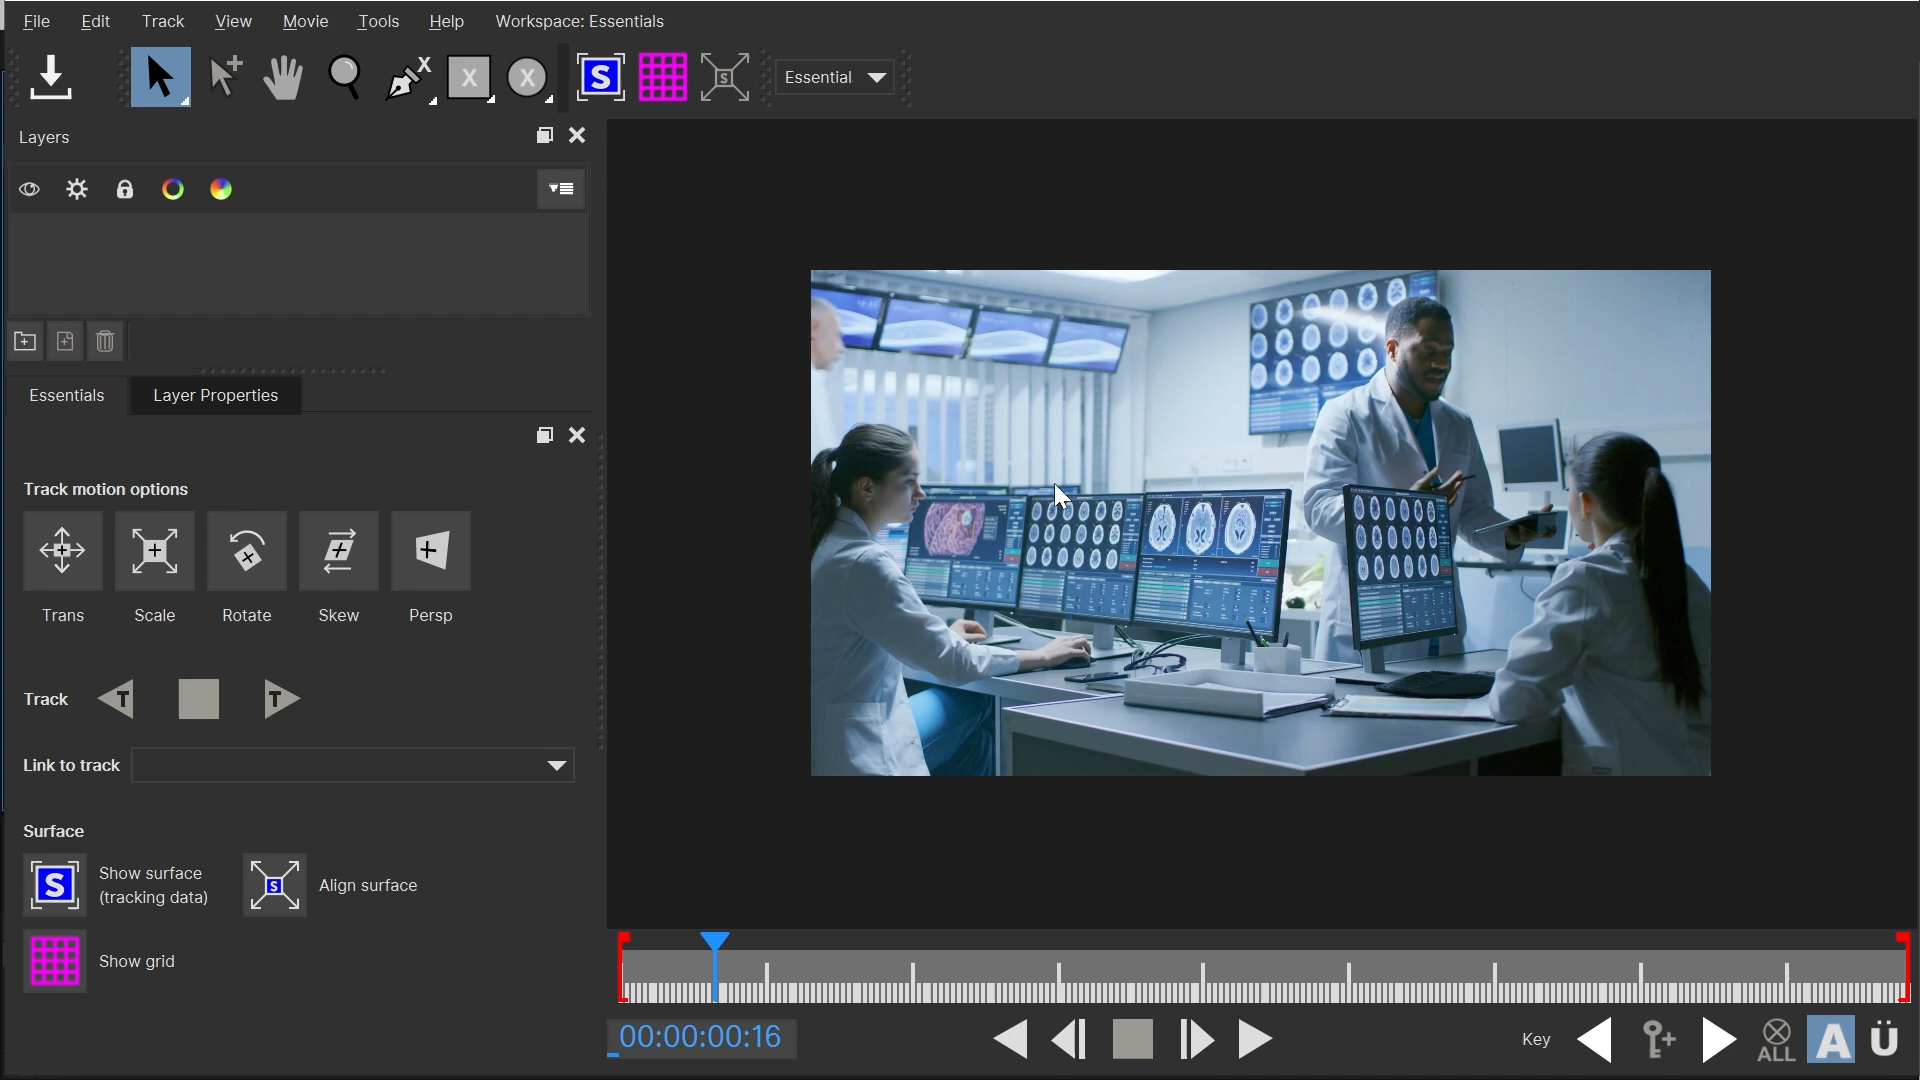 File Edit Track View Movie Tools Help Workspace: Essentials
X X X S S Essential
Layers
Essentials Layer Properties
Track motion options
Trans Scale Rotate Skew Persp
Track T T
Link to track
Surface
S Show surface
(tracking data)
S Align surface
Show grid
00:00:00:16
Key ALL A Ü